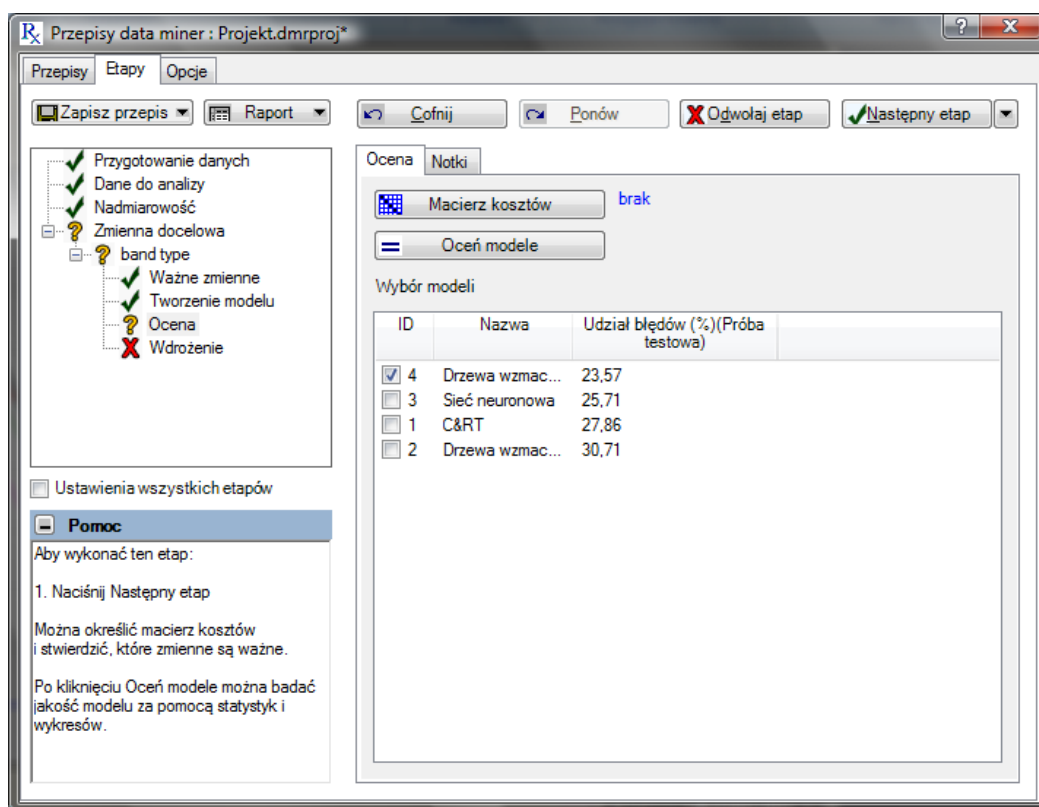 Przepisy data miner : Projekt.dmrproj*
Przepisy Etapy Opcje
Zapisz przepis Raport Cofnij Ponów Odwołaj etap Następny etap
Przygotowanie danych
Dane do analizy
Nadmiarowość
Zmienna docelowa
band type
Ważne zmienne
Tworzenie modelu
Ocena
Wdrożenie
Ustawienia wszystkich etapów
Pomoc
Aby wykonać ten etap:
1. Naciśnij Następny etap
Można określić macierz kosztów
i stwierdzić, które zmienne są ważne.
Po kliknięciu Oceń modele można badać
jakość modelu za pomocą statystyk i
wykresów.
Ocena Notki
Macierz kosztów brak
Oceń modele
Wybór modeli
ID Nazwa Udział błędów (%)(Próba
testowa)
4 Drzewa wzmac... 23,57
3 Sieć neuronowa 25,71
1 C&RT 27,86
2 Drzewa wzmac... 30,71